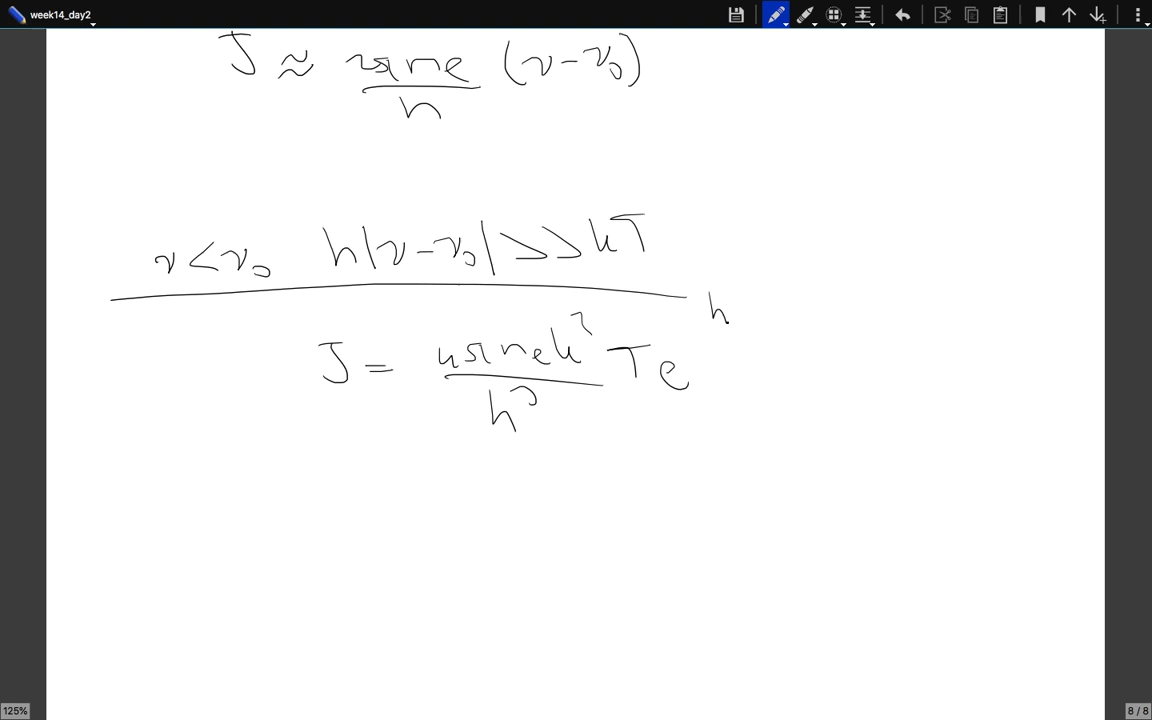 week14_day2
J ≈ 2πme/h (ν-ν₀)
ν<ν₀ h|ν-ν₀|>>kT
h
J = 4πmek²/h³ T e
125%
8 / 8